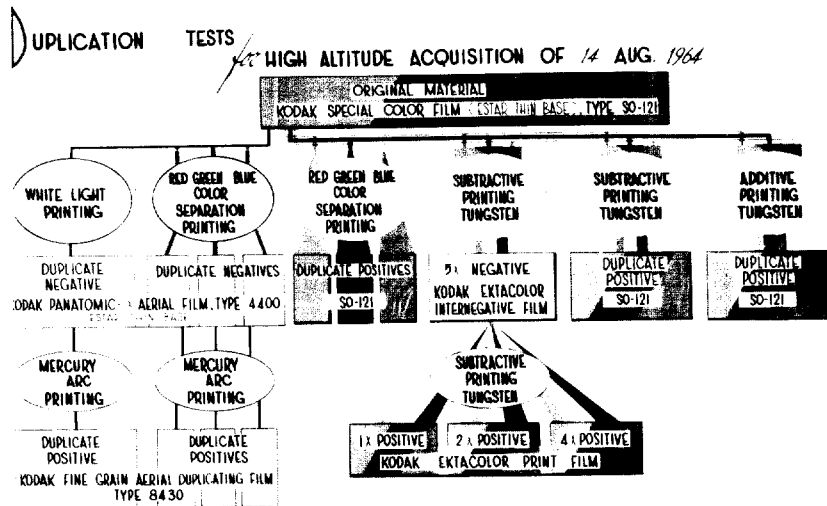 DUPLICATION TESTS
for HIGH ALTITUDE ACQUISITION OF 14 AUG. 1964
ORIGINAL MATERIAL
KODAK SPECIAL COLOR FILM (ESTAR THIN BASE), TYPE SO-121
WHITE LIGHT
PRINTING
RED GREEN BLUE
COLOR
SEPARATION
PRINTING
RED GREEN BLUE
COLOR
SEPARATION
PRINTING
SUBTRACTIVE
PRINTING
TUNGSTEN
SUBTRACTIVE
PRINTING
TUNGSTEN
ADDITIVE
PRINTING
TUNGSTEN
DUPLICATE
NEGATIVE
DUPLICATE NEGATIVES
KODAK PANATOMIC-X AERIAL FILM, TYPE 4400
ESTAR THIN BASE
DUPLICATE POSITIVES
SO-121
5X NEGATIVE
KODAK EKTACOLOR
INTERNEGATIVE FILM
DUPLICATE
POSITIVE
SO-121
DUPLICATE
POSITIVE
SO-121
MERCURY
ARC
PRINTING
MERCURY
ARC
PRINTING
SUBTRACTIVE
PRINTING
TUNGSTEN
DUPLICATE
POSITIVE
DUPLICATE
POSITIVES
KODAK FINE GRAIN AERIAL DUPLICATING FILM
TYPE 8430
1X POSITIVE
2X POSITIVE
4X POSITIVE
KODAK EKTACOLOR PRINT FILM